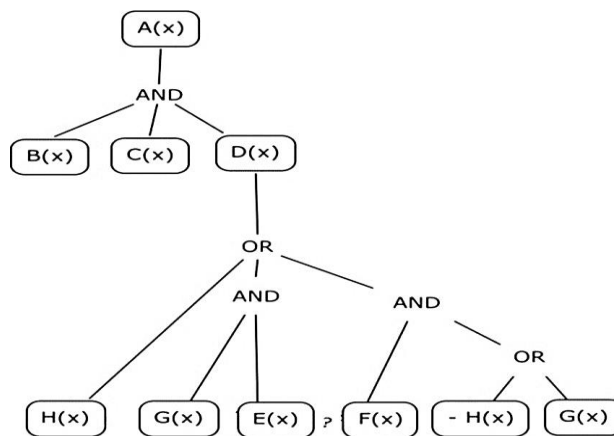 A(x)
AND
B(x) C(x) D(x)
OR
AND AND
OR
H(x) G(x) E(x) ? F(x) - H(x) G(x)